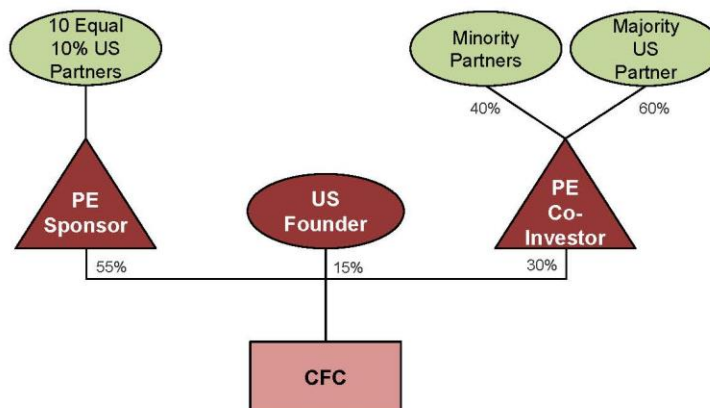 10 Equal
10% US
Partners
Minority
Partners
Majority
US
Partner
40%
60%
PE
Sponsor
US
Founder
PE
Co-
Investor
55%
15%
30%
CFC